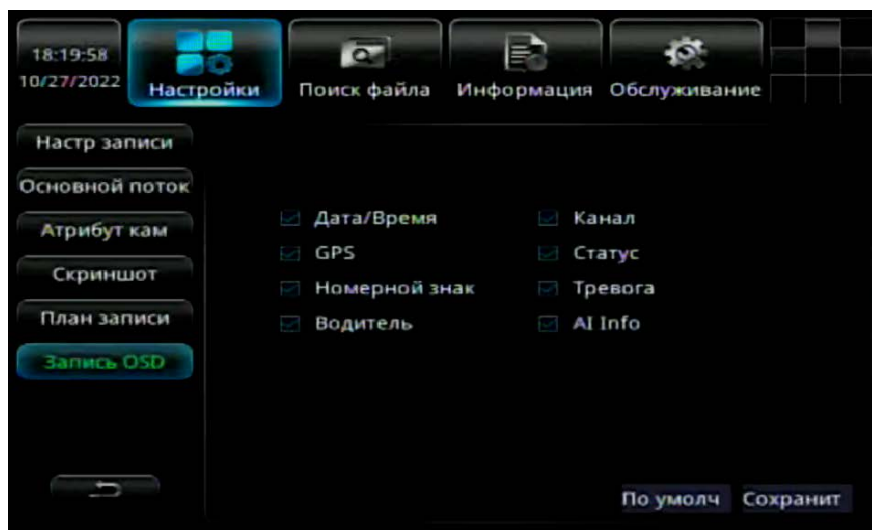 18:19:58
10/27/2022
Настройки
Поиск файла
Информация
Обслуживание
Настр записи
Основной поток
Атрибут кам
Скриншот
План записи
Запись OSD
Дата/Время
Канал
GPS
Статус
Номерной знак
Тревога
Водитель
AI Info
По умолч
Сохранит